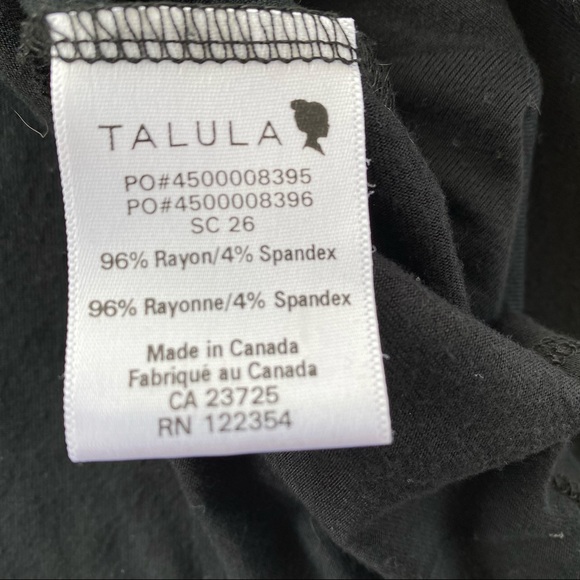 TALULA
PO#4500008395
PO#4500008396
SC 26
96% Rayon/4% Spandex
96% Rayonne/4% Spandex
Made in Canada
Fabriqué au Canada
CA 23725
RN 122354